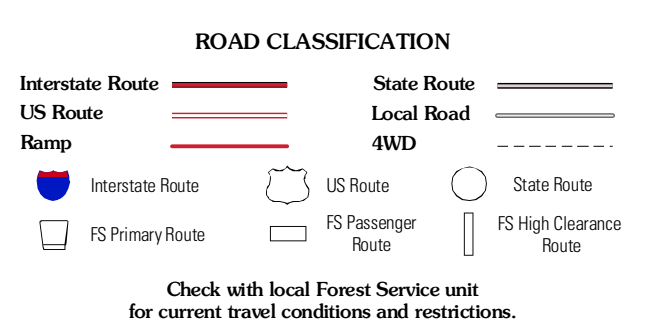 ROAD CLASSIFICATION
Interstate Route
State Route
US Route
Local Road
Ramp
4WD
Interstate Route
US Route
State Route
FS Primary Route
FS Passenger
Route
FS High Clearance
Route
Check with local Forest Service unit
for current travel conditions and restrictions.